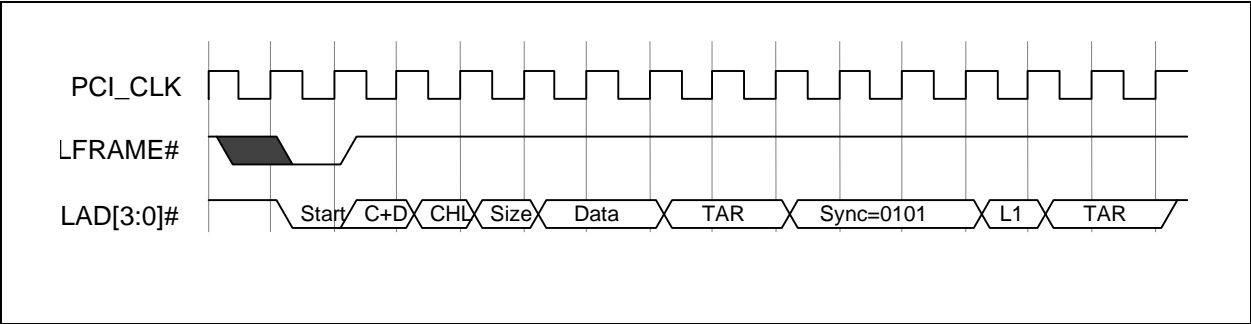 PCI_CLK
LFRAME#
LAD[3:0]# Start C+D CHL Size Data TAR Sync=0101 L1 TAR